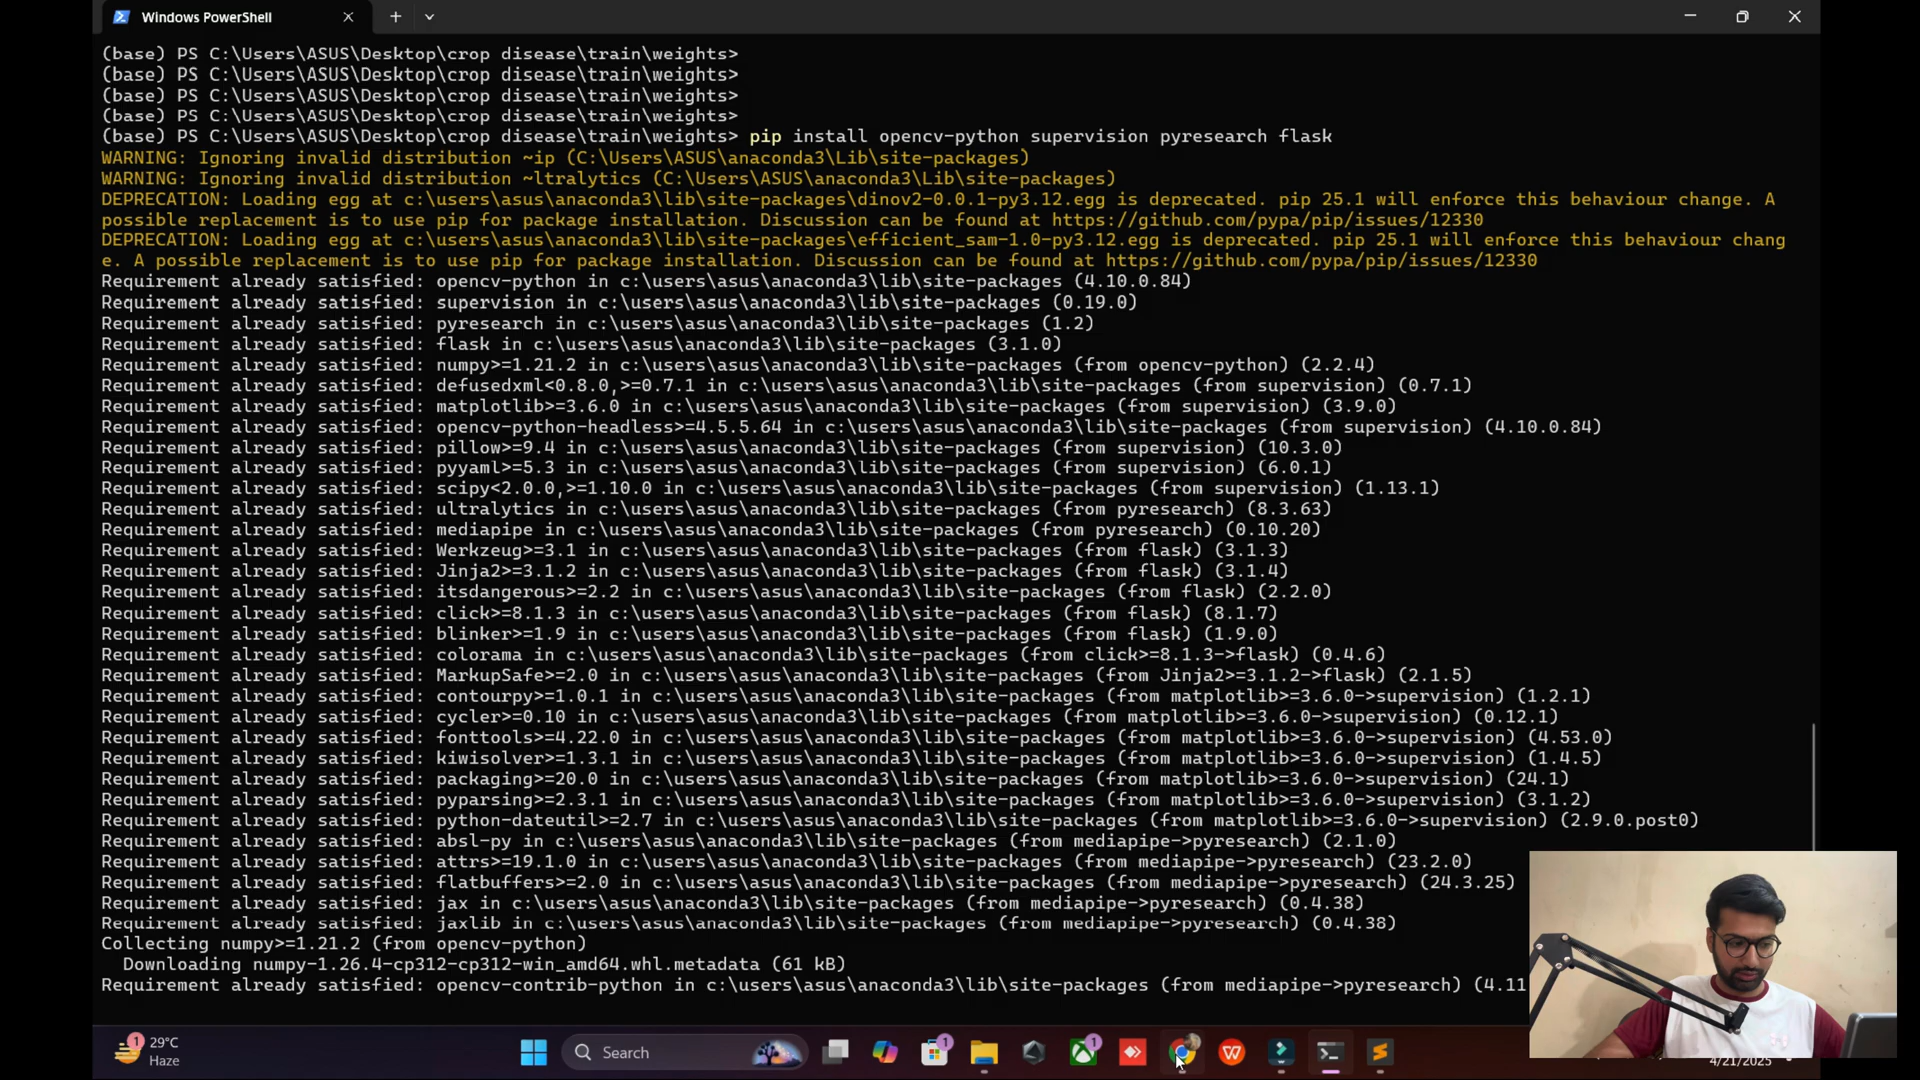 Windows PowerShell
(base) PS C:\Users\ASUS\Desktop\crop disease\train\weights>
(base) PS C:\Users\ASUS\Desktop\crop disease\train\weights>
(base) PS C:\Users\ASUS\Desktop\crop disease\train\weights>
(base) PS C:\Users\ASUS\Desktop\crop disease\train\weights>
(base) PS C:\Users\ASUS\Desktop\crop disease\train\weights> pip install opencv-python supervision pyresearch flask
WARNING: Ignoring invalid distribution ~ip (C:\Users\ASUS\anaconda3\Lib\site-packages)
WARNING: Ignoring invalid distribution ~ltralytics (C:\Users\ASUS\anaconda3\Lib\site-packages)
DEPRECATION: Loading egg at c:\users\asus\anaconda3\lib\site-packages\dinov2-0.0.1-py3.12.egg is deprecated. pip 25.1 will enforce this behaviour change. A
possible replacement is to use pip for package installation. Discussion can be found at https://github.com/pypa/pip/issues/12330
DEPRECATION: Loading egg at c:\users\asus\anaconda3\lib\site-packages\efficient_sam-1.0-py3.12.egg is deprecated. pip 25.1 will enforce this behaviour chang
e. A possible replacement is to use pip for package installation. Discussion can be found at https://github.com/pypa/pip/issues/12330
Requirement already satisfied: opencv-python in c:\users\asus\anaconda3\lib\site-packages (4.10.0.84)
Requirement already satisfied: supervision in c:\users\asus\anaconda3\lib\site-packages (0.19.0)
Requirement already satisfied: pyresearch in c:\users\asus\anaconda3\lib\site-packages (1.2)
Requirement already satisfied: flask in c:\users\asus\anaconda3\lib\site-packages (3.1.0)
Requirement already satisfied: numpy>=1.21.2 in c:\users\asus\anaconda3\lib\site-packages (from opencv-python) (2.2.4)
Requirement already satisfied: defusedxml<0.8.0,>=0.7.1 in c:\users\asus\anaconda3\lib\site-packages (from supervision) (0.7.1)
Requirement already satisfied: matplotlib>=3.6.0 in c:\users\asus\anaconda3\lib\site-packages (from supervision) (3.9.0)
Requirement already satisfied: opencv-python-headless>=4.5.5.64 in c:\users\asus\anaconda3\lib\site-packages (from supervision) (4.10.0.84)
Requirement already satisfied: pillow>=9.4 in c:\users\asus\anaconda3\lib\site-packages (from supervision) (10.3.0)
Requirement already satisfied: pyyaml>=5.3 in c:\users\asus\anaconda3\lib\site-packages (from supervision) (6.0.1)
Requirement already satisfied: scipy<2.0.0,>=1.10.0 in c:\users\asus\anaconda3\lib\site-packages (from supervision) (1.13.1)
Requirement already satisfied: ultralytics in c:\users\asus\anaconda3\lib\site-packages (from pyresearch) (8.3.63)
Requirement already satisfied: mediapipe in c:\users\asus\anaconda3\lib\site-packages (from pyresearch) (0.10.20)
Requirement already satisfied: Werkzeug>=3.1 in c:\users\asus\anaconda3\lib\site-packages (from flask) (3.1.3)
Requirement already satisfied: Jinja2>=3.1.2 in c:\users\asus\anaconda3\lib\site-packages (from flask) (3.1.4)
Requirement already satisfied: itsdangerous>=2.2 in c:\users\asus\anaconda3\lib\site-packages (from flask) (2.2.0)
Requirement already satisfied: click>=8.1.3 in c:\users\asus\anaconda3\lib\site-packages (from flask) (8.1.7)
Requirement already satisfied: blinker>=1.9 in c:\users\asus\anaconda3\lib\site-packages (from flask) (1.9.0)
Requirement already satisfied: colorama in c:\users\asus\anaconda3\lib\site-packages (from click>=8.1.3->flask) (0.4.6)
Requirement already satisfied: MarkupSafe>=2.0 in c:\users\asus\anaconda3\lib\site-packages (from Jinja2>=3.1.2->flask) (2.1.5)
Requirement already satisfied: contourpy>=1.0.1 in c:\users\asus\anaconda3\lib\site-packages (from matplotlib>=3.6.0->supervision) (1.2.1)
Requirement already satisfied: cycler>=0.10 in c:\users\asus\anaconda3\lib\site-packages (from matplotlib>=3.6.0->supervision) (0.12.1)
Requirement already satisfied: fonttools>=4.22.0 in c:\users\asus\anaconda3\lib\site-packages (from matplotlib>=3.6.0->supervision) (4.53.0)
Requirement already satisfied: kiwisolver>=1.3.1 in c:\users\asus\anaconda3\lib\site-packages (from matplotlib>=3.6.0->supervision) (1.4.5)
Requirement already satisfied: packaging>=20.0 in c:\users\asus\anaconda3\lib\site-packages (from matplotlib>=3.6.0->supervision) (24.1)
Requirement already satisfied: pyparsing>=2.3.1 in c:\users\asus\anaconda3\lib\site-packages (from matplotlib>=3.6.0->supervision) (3.1.2)
Requirement already satisfied: python-dateutil>=2.7 in c:\users\asus\anaconda3\lib\site-packages (from matplotlib>=3.6.0->supervision) (2.9.0.post0)
Requirement already satisfied: absl-py in c:\users\asus\anaconda3\lib\site-packages (from mediapipe->pyresearch) (2.1.0)
Requirement already satisfied: attrs>=19.1.0 in c:\users\asus\anaconda3\lib\site-packages (from mediapipe->pyresearch) (23.2.0)
Requirement already satisfied: flatbuffers>=2.0 in c:\users\asus\anaconda3\lib\site-packages (from mediapipe->pyresearch) (24.3.25)
Requirement already satisfied: jax in c:\users\asus\anaconda3\lib\site-packages (from mediapipe->pyresearch) (0.4.38)
Requirement already satisfied: jaxlib in c:\users\asus\anaconda3\lib\site-packages (from mediapipe->pyresearch) (0.4.38)
Collecting numpy>=1.21.2 (from opencv-python)
Downloading numpy-1.26.4-cp312-cp312-win_amd64.whl.metadata (61 kB)
Requirement already satisfied: opencv-contrib-python in c:\users\asus\anaconda3\lib\site-packages (from mediapipe->pyresearch) (4.11
1
29°C
Haze
Search
1
1
4/21/2025